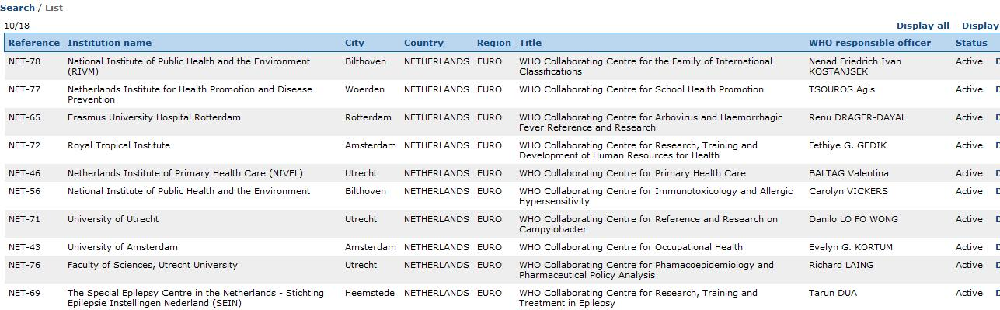 Search / List
10/18 Display all Display
Reference Institution name City Country Region Title WHO responsible officer Status
NET-78 National Institute of Public Health and the Environment Bilthoven NETHERLANDS EURO WHO Collaborating Centre for the Family of International Nenad Friedrich Ivan Active D
(RIVM) Classifications KOSTANJSEK
NET-77 Netherlands Institute for Health Promotion and Disease Woerden NETHERLANDS EURO WHO Collaborating Centre for School Health Promotion TSOUROS Agis Active D
Prevention
NET-65 Erasmus University Hospital Rotterdam Rotterdam NETHERLANDS EURO WHO Collaborating Centre for Arbovirus and Haemorrhagic Renu DRAGER-DAYAL Active D
Fever Reference and Research
NET-72 Royal Tropical Institute Amsterdam NETHERLANDS EURO WHO Collaborating Centre for Research, Training and Fethiye G. GEDIK Active D
Development of Human Resources for Health
NET-46 Netherlands Institute of Primary Health Care (NIVEL) Utrecht NETHERLANDS EURO WHO Collaborating Centre for Primary Health Care BALTAG Valentina Active D
NET-56 National Institute of Public Health and the Environment Bilthoven NETHERLANDS EURO WHO Collaborating Centre for Immunotoxicology and Allergic Carolyn VICKERS Active D
Hypersensitivity
NET-71 University of Utrecht Utrecht NETHERLANDS EURO WHO Collaborating Centre for Reference and Research on Danilo LO FO WONG Active D
Campylobacter
NET-43 University of Amsterdam Amsterdam NETHERLANDS EURO WHO Collaborating Centre for Occupational Health Evelyn G. KORTUM Active D
NET-76 Faculty of Sciences, Utrecht University Utrecht NETHERLANDS EURO WHO Collaborating Centre for Phamacoepidemiology and Richard LAING Active D
Pharmaceutical Policy Analysis
NET-69 The Special Epilepsy Centre in the Netherlands - Stichting Heemstede NETHERLANDS EURO WHO Collaborating Centre for Research, Training and Tarun DUA Active D
Epilepsie Instellingen Nederland (SEIN) Treatment in Epilepsy